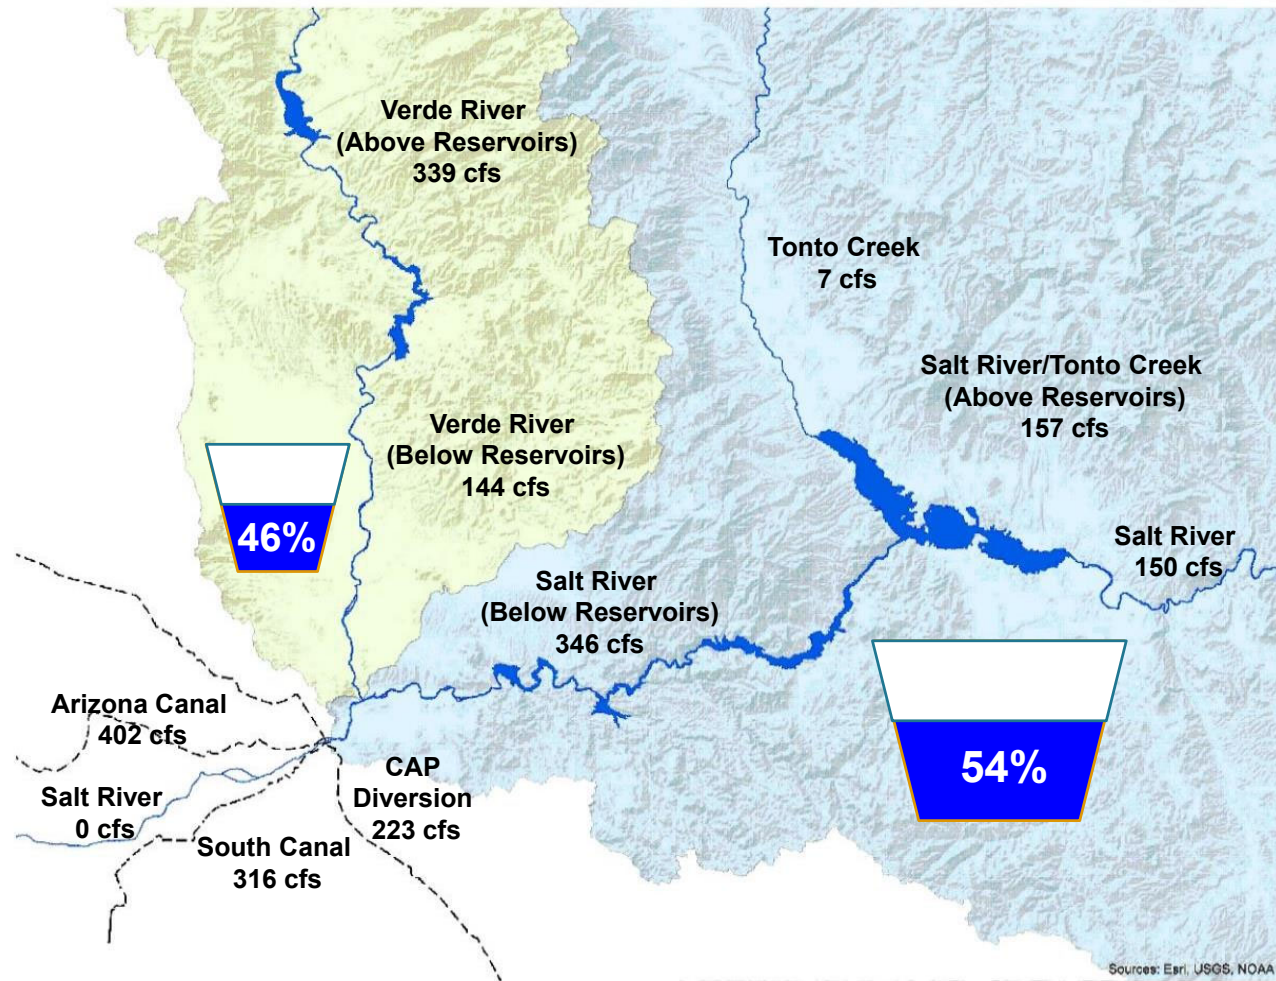 Verde River
(Above Reservoirs)
339 cfs
Tonto Creek
7 cfs
Salt River/Tonto Creek
(Above Reservoirs)
157 cfs
Verde River
(Below Reservoirs)
144 cfs
46%
Salt River
150 cfs
Salt River
(Below Reservoirs)
346 cfs
54%
Arizona Canal
402 cfs
CAP
Diversion
223 cfs
Salt River
0 cfs
South Canal
316 cfs
Sources: Esri, USGS, NOAA